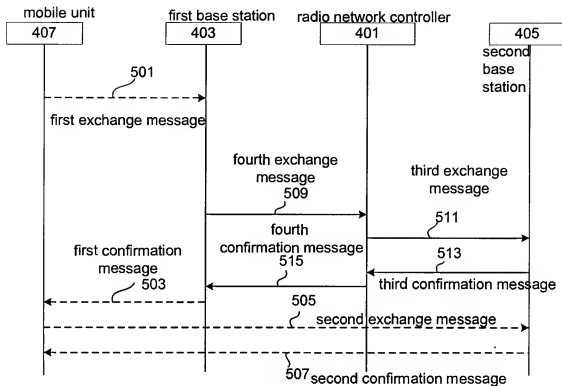 mobile unit
first base station
radio network controller
407
403
401
405
second
base
station
501
first exchange message
fourth exchange
message
509
third exchange
message
511
fourth
confirmation message
515
513
third confirmation message
first confirmation
message
503
505
second exchange message
507
second confirmation message